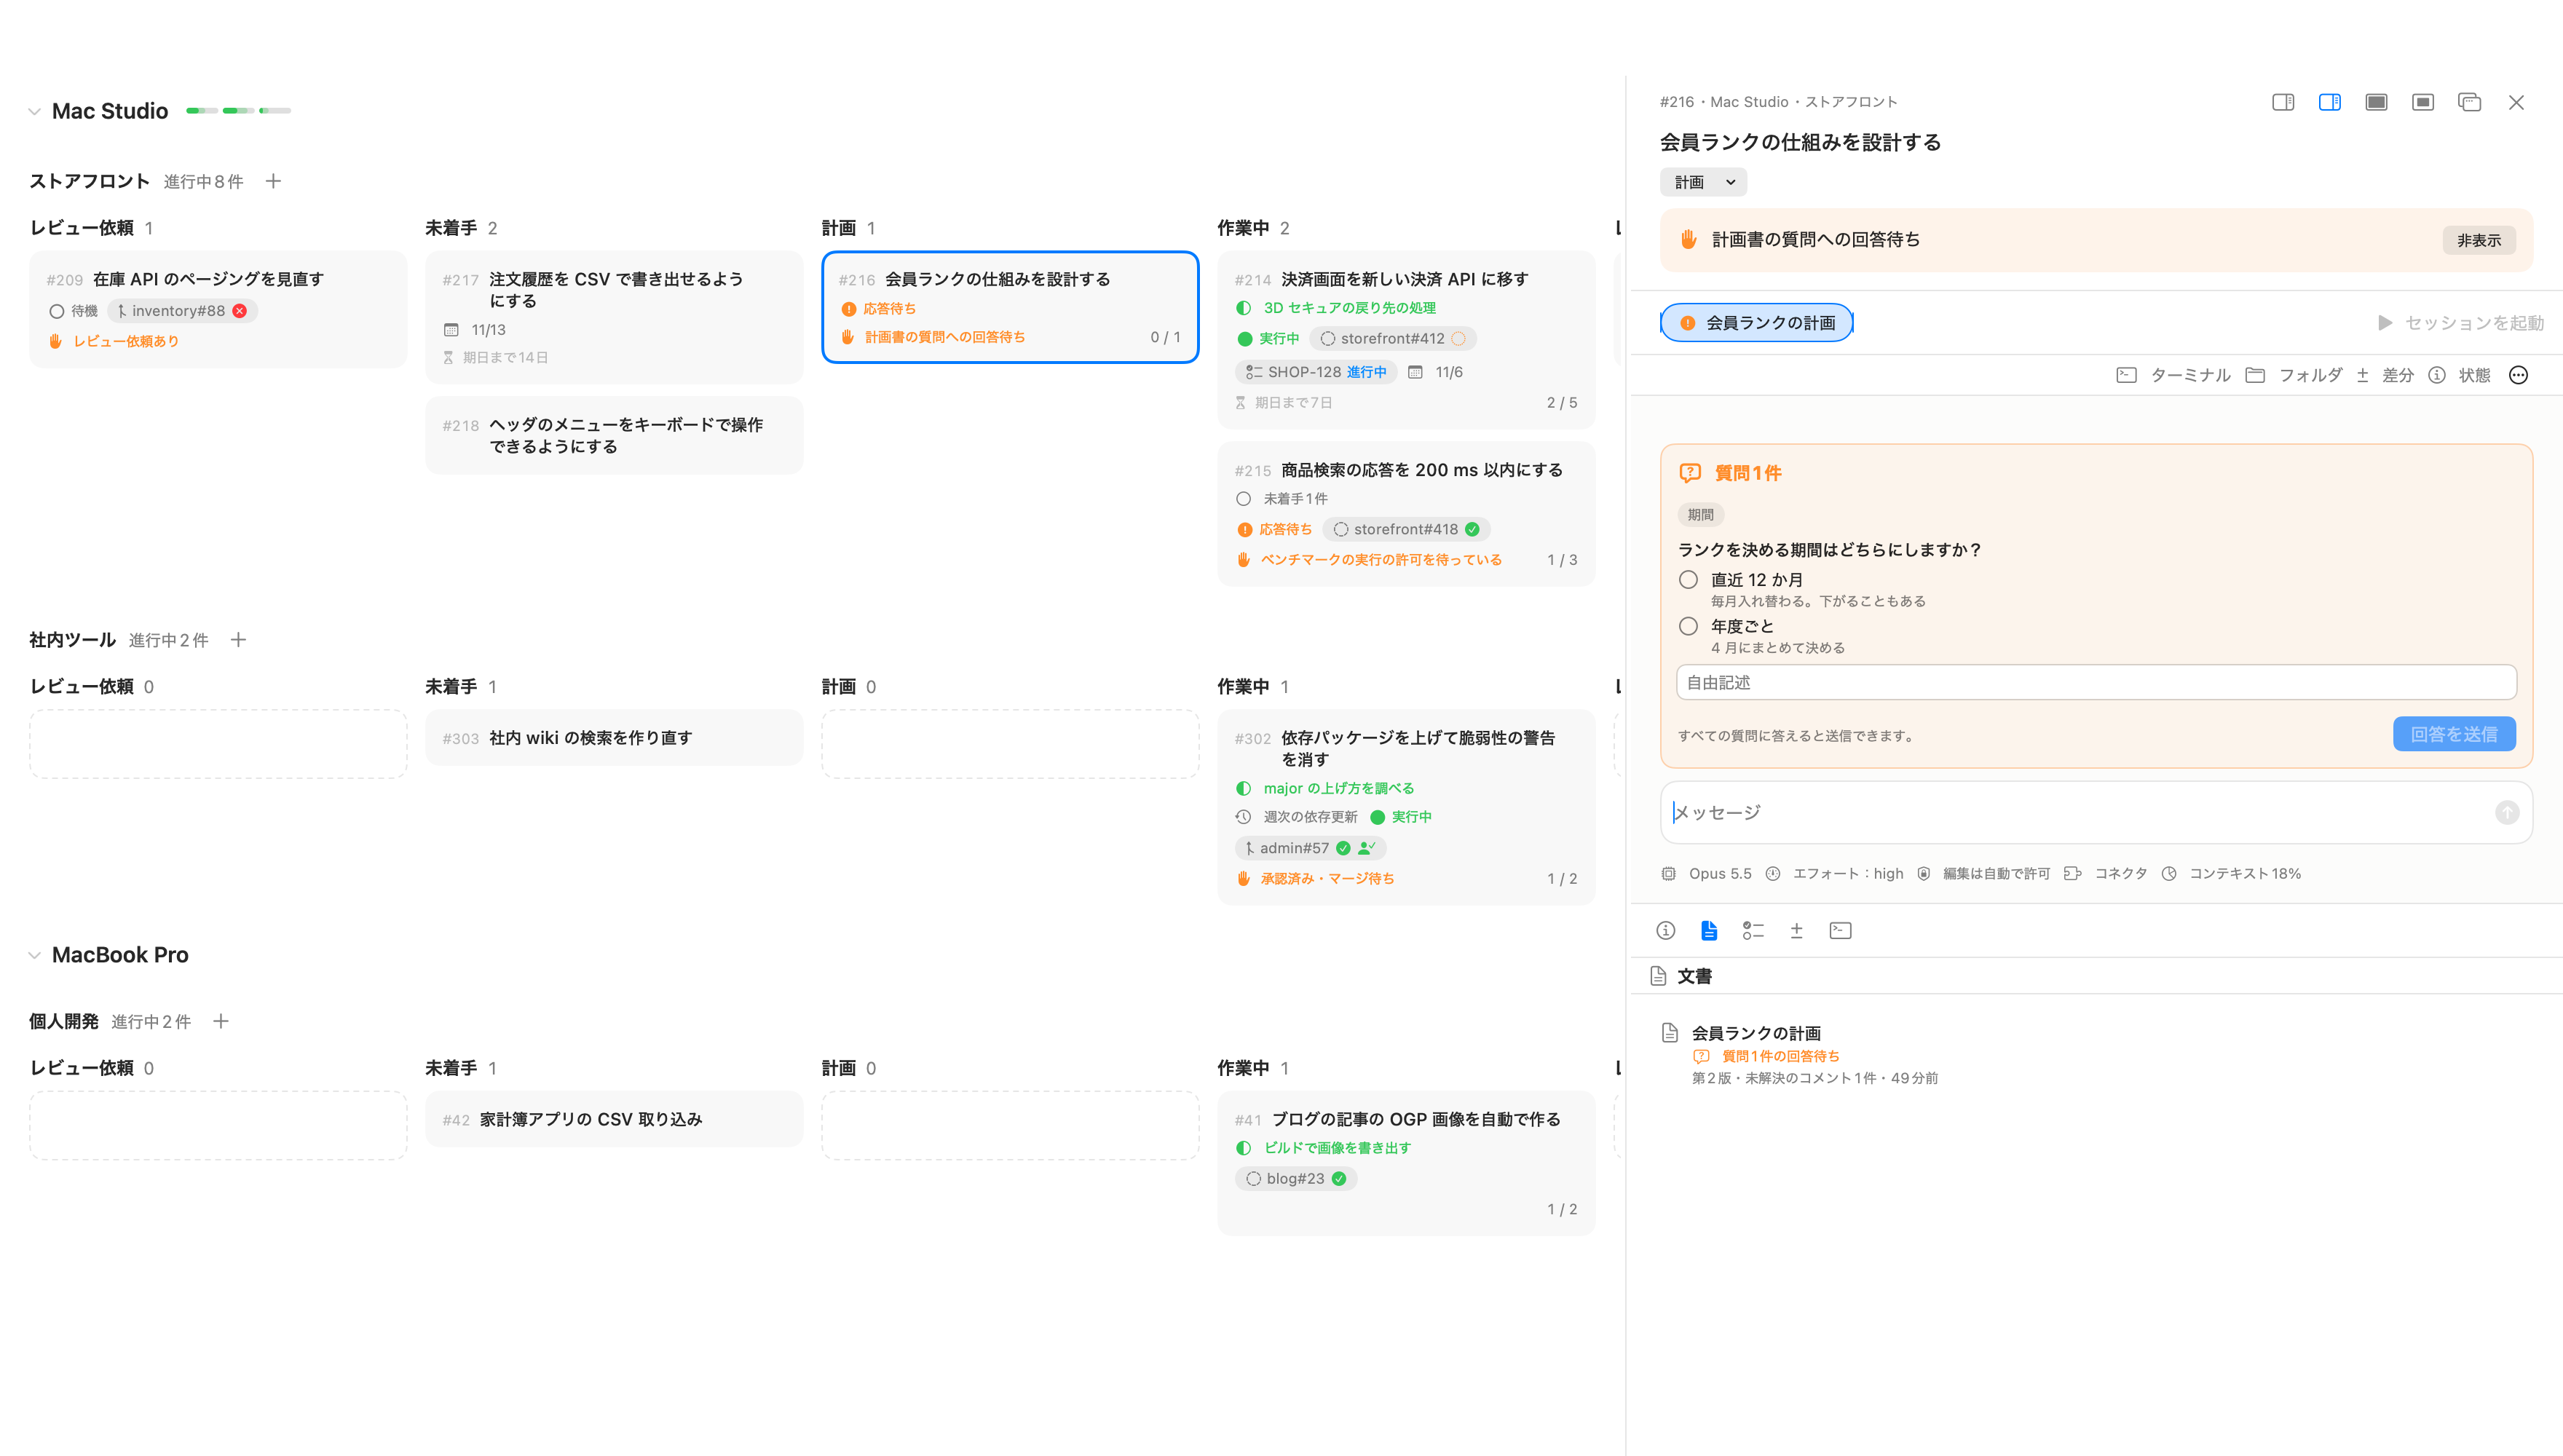 Mac Studio
ストアフロント 進行中8件
レビュー依頼 1
#209 在庫 API のページングを見直す
待機 inventory#88
レビュー依頼あり
未着手 2
#217 注文履歴を CSV で書き出せるよう
にする
11/13
期日まで14日
#218 ヘッダのメニューをキーボードで操作
できるようにする
計画 1
#216 会員ランクの仕組みを設計する
応答待ち
計画書の質問への回答待ち 0 / 1
作業中 2
#214 決済画面を新しい決済 API に移す
3D セキュアの戻り先の処理
実行中 storefront#412
SHOP-128 進行中 11/6
期日まで7日 2 / 5
#215 商品検索の応答を 200 ms 以内にする
未着手1件
応答待ち storefront#418
ベンチマークの実行の許可を待っている 1 / 3
社内ツール 進行中2件
レビュー依頼 0
未着手 1
#303 社内 wiki の検索を作り直す
計画 0
作業中 1
#302 依存パッケージを上げて脆弱性の警告
を消す
major の上げ方を調べる
週次の依存更新 実行中
admin#57
承認済み・マージ待ち 1 / 2
MacBook Pro
個人開発 進行中2件
レビュー依頼 0
未着手 1
#42 家計簿アプリの CSV 取り込み
計画 0
作業中 1
#41 ブログの記事の OGP 画像を自動で作る
ビルドで画像を書き出す
blog#23
1 / 2
#216・Mac Studio・ストアフロント
会員ランクの仕組みを設計する
計画
計画書の質問への回答待ち 非表示
会員ランクの計画 セッションを起動
ターミナル フォルダ 差分 状態
質問1件
期間
ランクを決める期間はどちらにしますか？
直近 12 か月
毎月入れ替わる。下がることもある
年度ごと
4 月にまとめて決める
自由記述
すべての質問に答えると送信できます。 回答を送信
メッセージ
Opus 5.5 エフォート：high 編集は自動で許可 コネクタ コンテキスト18%
文書
会員ランクの計画
質問1件の回答待ち
第2版・未解決のコメント1件・49分前